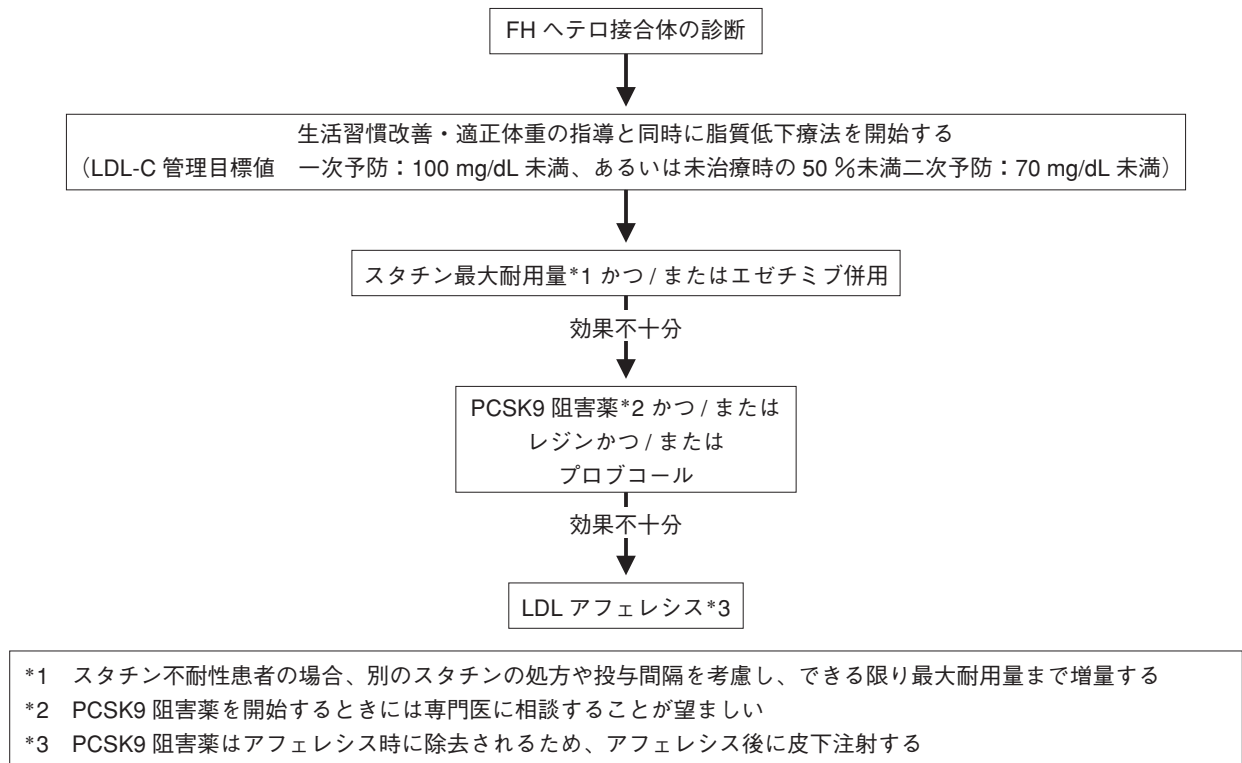 FH ヘテロ接合体の診断
生活習慣改善・適正体重の指導と同時に脂質低下療法を開始する
（LDL-C 管理目標値　一次予防：100 mg/dL 未満、あるいは未治療時の 50 %未満二次予防：70 mg/dL 未満）
スタチン最大耐用量*1 かつ / またはエゼチミブ併用
効果不十分
PCSK9 阻害薬*2 かつ / または
レジンかつ / または
プロブコール
効果不十分
LDL アフェレシス*3
*1　スタチン不耐性患者の場合、別のスタチンの処方や投与間隔を考慮し、できる限り最大耐用量まで増量する
*2　PCSK9 阻害薬を開始するときには専門医に相談することが望ましい
*3　PCSK9 阻害薬はアフェレシス時に除去されるため、アフェレシス後に皮下注射する